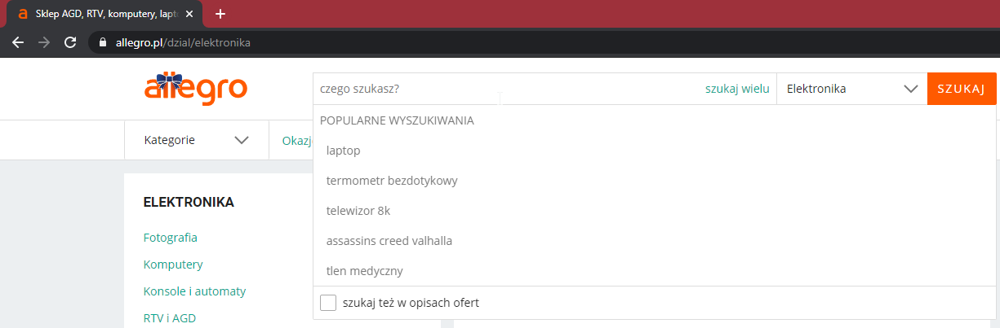 Sklep AGD, RTV, komputery, lapt
allegro.pl/dzial/elektronika
allegro
czego szukasz?
szukaj wielu
Elektronika
SZUKAJ
POPULARNE WYSZUKIWANIA
laptop
termometr bezdotykowy
telewizor 8k
assassins creed valhalla
tlen medyczny
szukaj też w opisach ofert
Kategorie
Okazj
ELEKTRONIKA
Fotografia
Komputery
Konsole i automaty
RTV i AGD